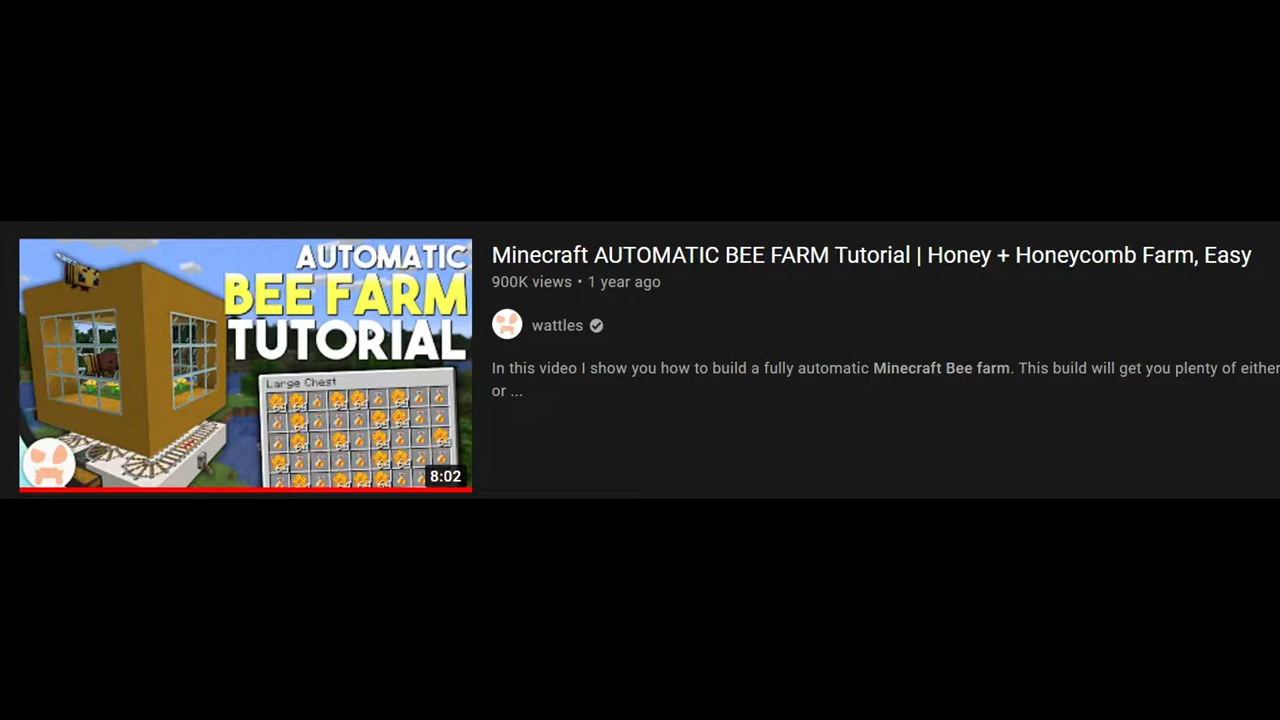 AUTOMATIC
BEE FARM
TUTORIAL
Large Chest
8:02
Minecraft AUTOMATIC BEE FARM Tutorial | Honey + Honeycomb Farm, Easy
900K views • 1 year ago
wattles
In this video I show you how to build a fully automatic Minecraft Bee farm. This build will get you plenty of either
or ...